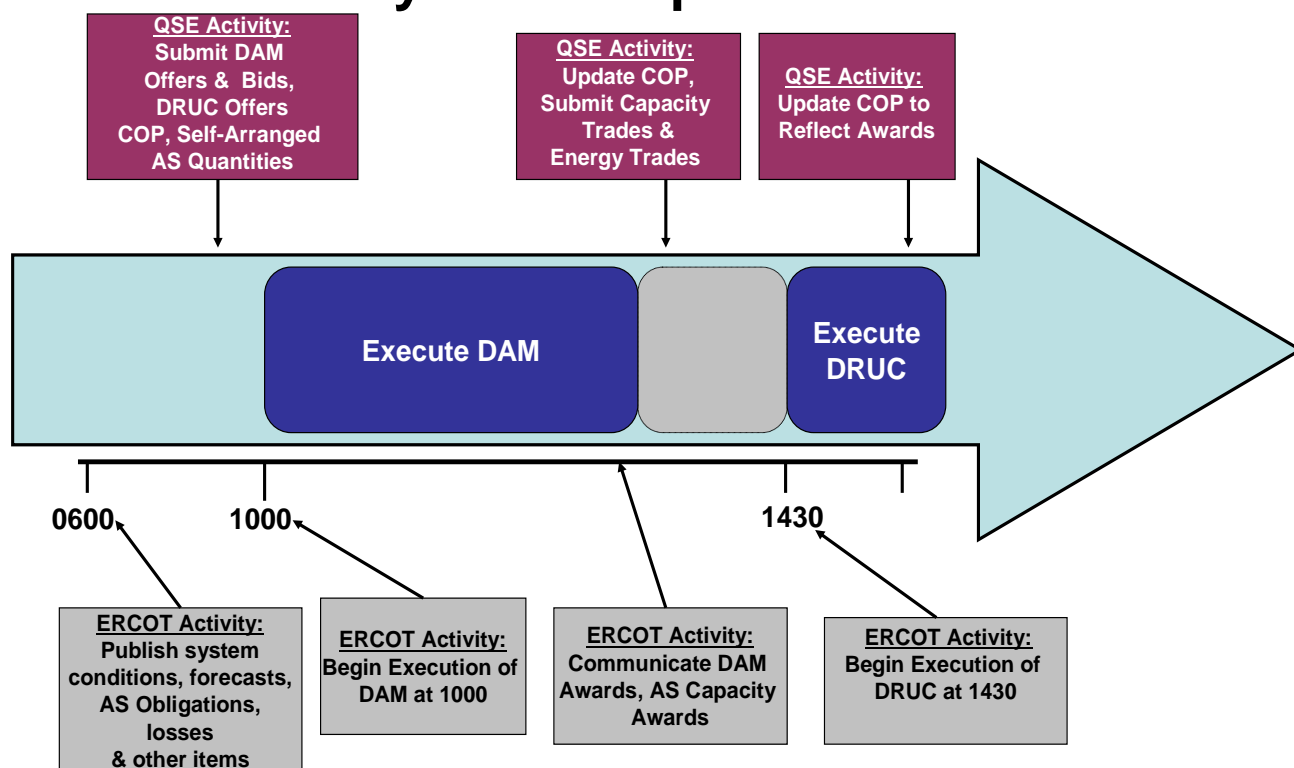 QSE Activity:
Submit DAM
Offers & Bids,
DRUC Offers
COP, Self-Arranged
AS Quantities
QSE Activity:
Update COP,
Submit Capacity
Trades &
Energy Trades
QSE Activity:
Update COP to
Reflect Awards
Execute DAM
Execute
DRUC
0600
1000
1430
ERCOT Activity:
Publish system
conditions, forecasts,
AS Obligations,
losses
& other items
ERCOT Activity:
Begin Execution of
DAM at 1000
ERCOT Activity:
Communicate DAM
Awards, AS Capacity
Awards
ERCOT Activity:
Begin Execution of
DRUC at 1430